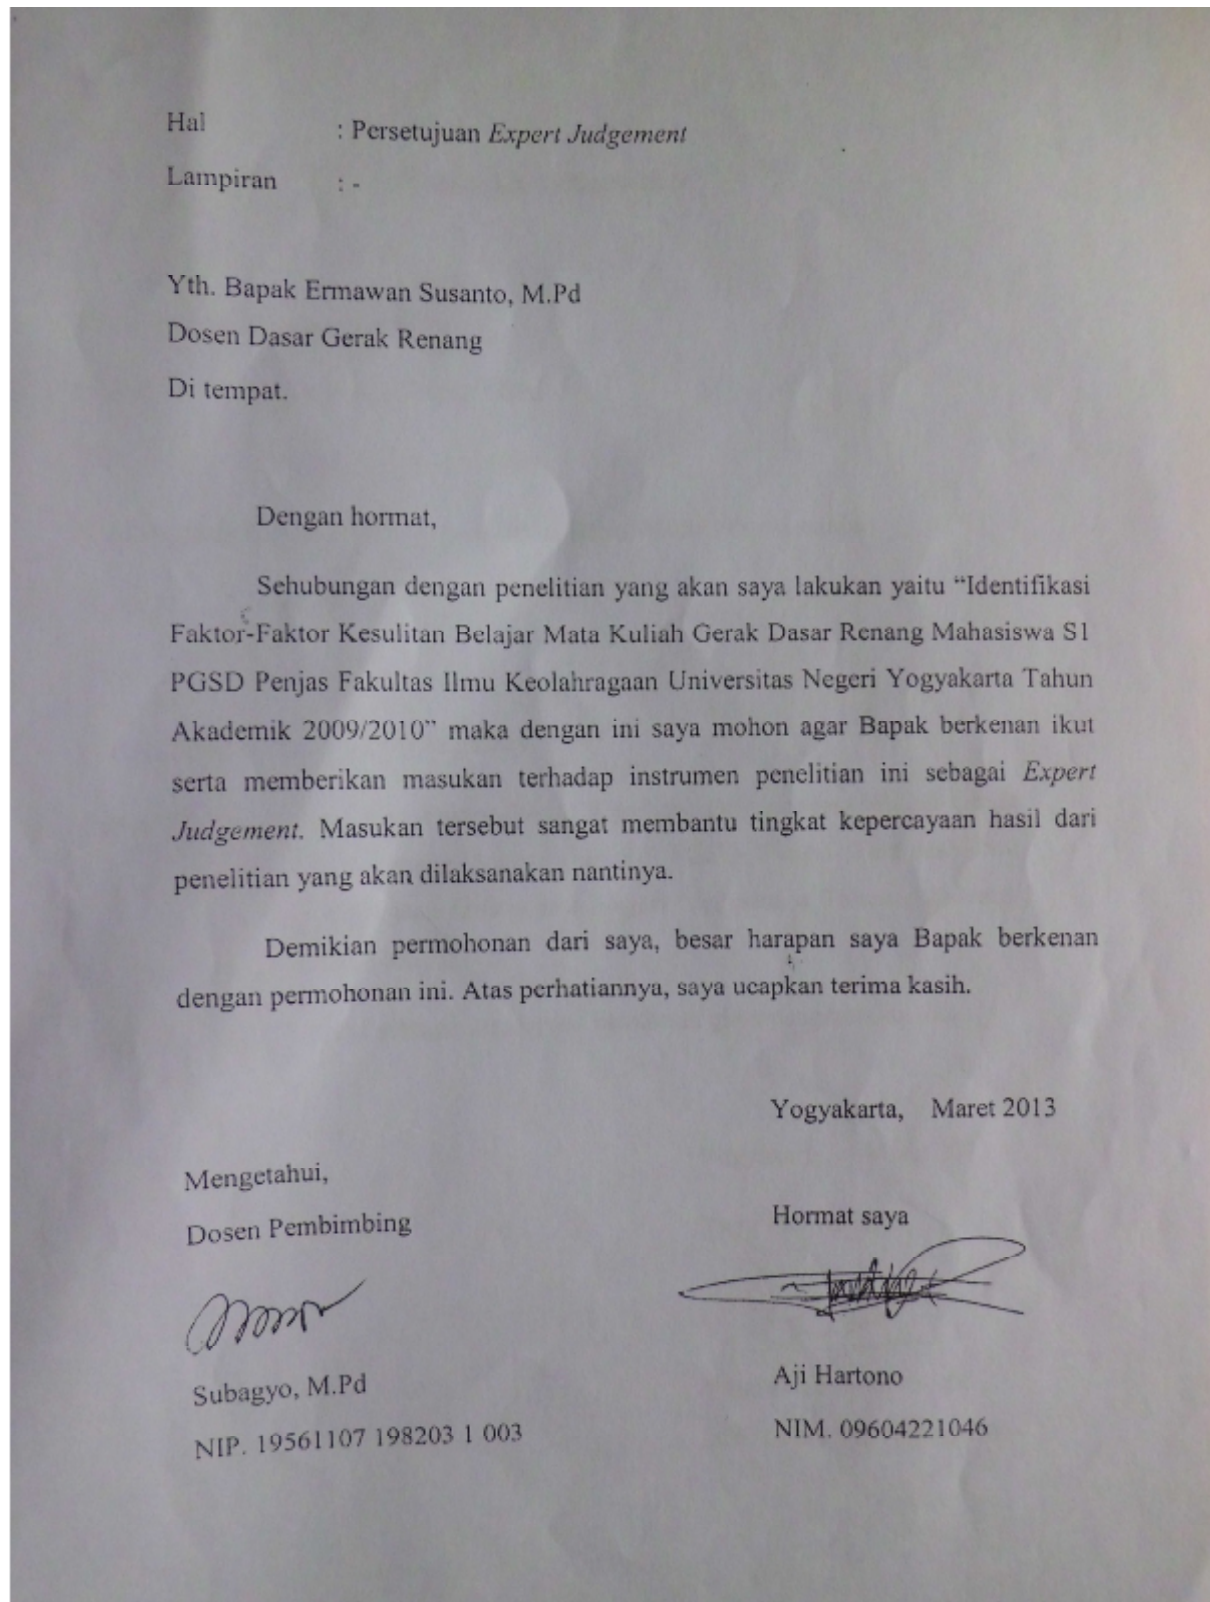 Hal : Persetujuan Expert Judgement
Lampiran : -
Yth. Bapak Ermawan Susanto, M.Pd
Dosen Dasar Gerak Renang
Di tempat.
Dengan hormat,
Sehubungan dengan penelitian yang akan saya lakukan yaitu “Identifikasi
Faktor-Faktor Kesulitan Belajar Mata Kuliah Gerak Dasar Renang Mahasiswa S1
PGSD Penjas Fakultas Ilmu Keolahragaan Universitas Negeri Yogyakarta Tahun
Akademik 2009/2010” maka dengan ini saya mohon agar Bapak berkenan ikut
serta memberikan masukan terhadap instrumen penelitian ini sebagai Expert
Judgement. Masukan tersebut sangat membantu tingkat kepercayaan hasil dari
penelitian yang akan dilaksanakan nantinya.
Demikian permohonan dari saya, besar harapan saya Bapak berkenan
dengan permohonan ini. Atas perhatiannya, saya ucapkan terima kasih.
Yogyakarta, Maret 2013
Mengetahui,
Dosen Pembimbing
Hormat saya
Subagyo, M.Pd
NIP. 19561107 198203 1 003
Aji Hartono
NIM. 09604221046